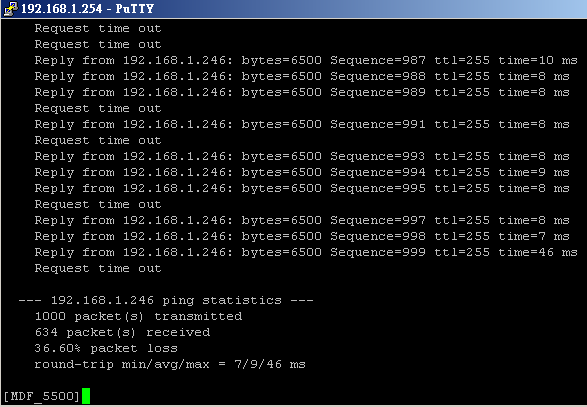 192.168.1.254 - PuTTY
Request time out
Request time out
Reply from 192.168.1.246: bytes=6500 Sequence=987 ttl=255 time=10 ms
Reply from 192.168.1.246: bytes=6500 Sequence=988 ttl=255 time=8 ms
Reply from 192.168.1.246: bytes=6500 Sequence=989 ttl=255 time=8 ms
Request time out
Reply from 192.168.1.246: bytes=6500 Sequence=991 ttl=255 time=8 ms
Request time out
Reply from 192.168.1.246: bytes=6500 Sequence=993 ttl=255 time=8 ms
Reply from 192.168.1.246: bytes=6500 Sequence=994 ttl=255 time=9 ms
Reply from 192.168.1.246: bytes=6500 Sequence=995 ttl=255 time=8 ms
Request time out
Reply from 192.168.1.246: bytes=6500 Sequence=997 ttl=255 time=8 ms
Reply from 192.168.1.246: bytes=6500 Sequence=998 ttl=255 time=7 ms
Reply from 192.168.1.246: bytes=6500 Sequence=999 ttl=255 time=46 ms
Request time out
--- 192.168.1.246 ping statistics ---
1000 packet(s) transmitted
634 packet(s) received
36.60% packet loss
round-trip min/avg/max = 7/9/46 ms
[MDF_5500]